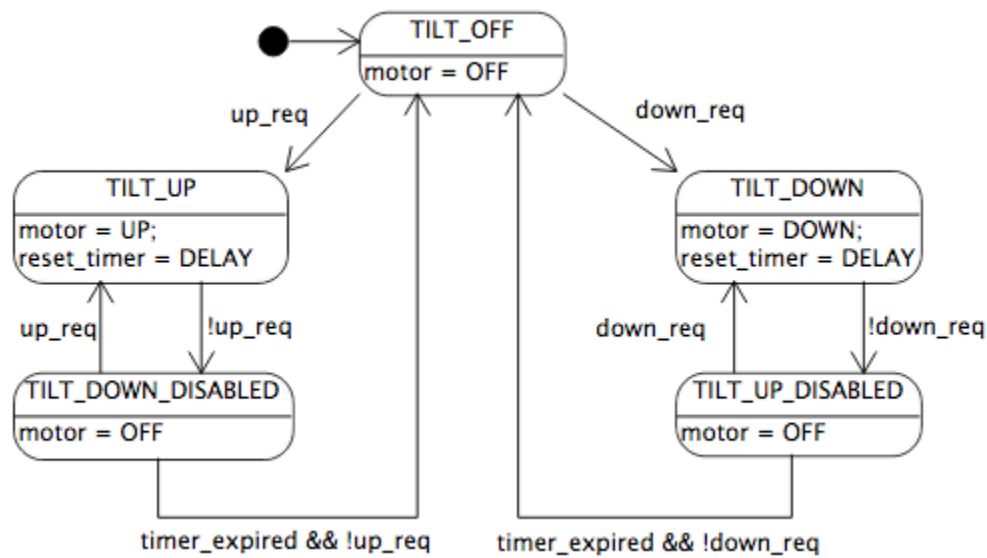 TILT_OFF
motor = OFF
up_req
down_req
TILT_UP
motor = UP;
reset_timer = DELAY
TILT_DOWN
motor = DOWN;
reset_timer = DELAY
up_req
!up_req
down_req
!down_req
TILT_DOWN_DISABLED
motor = OFF
TILT_UP_DISABLED
motor = OFF
timer_expired && !up_req
timer_expired && !down_req